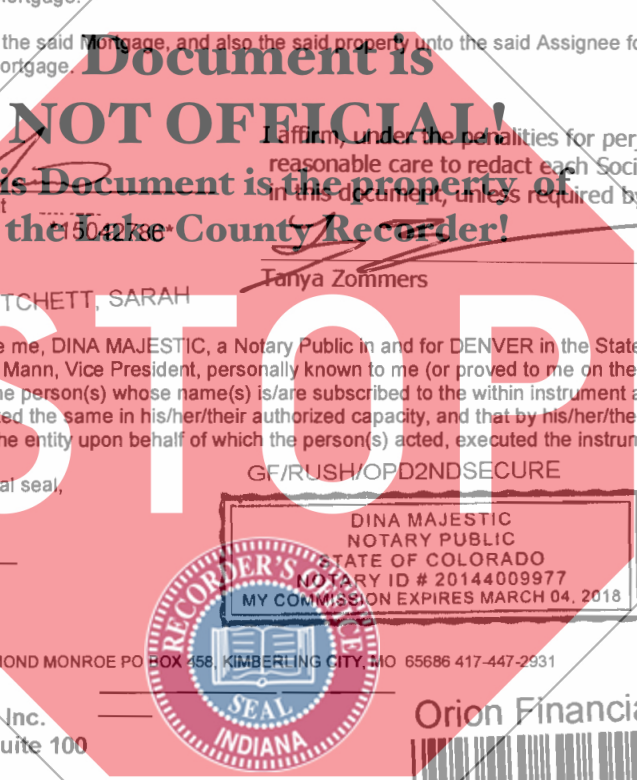 the said Mortgage, and also the said property unto the said Assignee fo
ortgage.
Document is
NOT OFFICIAL!
I affirm, under the penalities for per
reasonable care to redact each Soci
in this document, unless required by
is Document is the property of
the Lake County Recorder!
*15042786*
Tanya Zommers
TCHETT, SARAH
STOP
e me, DINA MAJESTIC, a Notary Public in and for DENVER in the State
Mann, Vice President, personally known to me (or proved to me on the
he person(s) whose name(s) is/are subscribed to the within instrument a
ted the same in his/her/their authorized capacity, and that by his/her/the
he entity upon behalf of which the person(s) acted, executed the instrum
al seal,
GF/RUSH/OPD2NDSECURE
DINA MAJESTIC
NOTARY PUBLIC
STATE OF COLORADO
NOTARY ID # 20144009977
MY COMMISSION EXPIRES MARCH 04, 2018
RECORDER'S OFFICE
SEAL
INDIANA
MOND MONROE PO BOX 458, KIMBERLING CITY, MO 65686 417-447-2931
Inc.
uite 100
Orion Financia